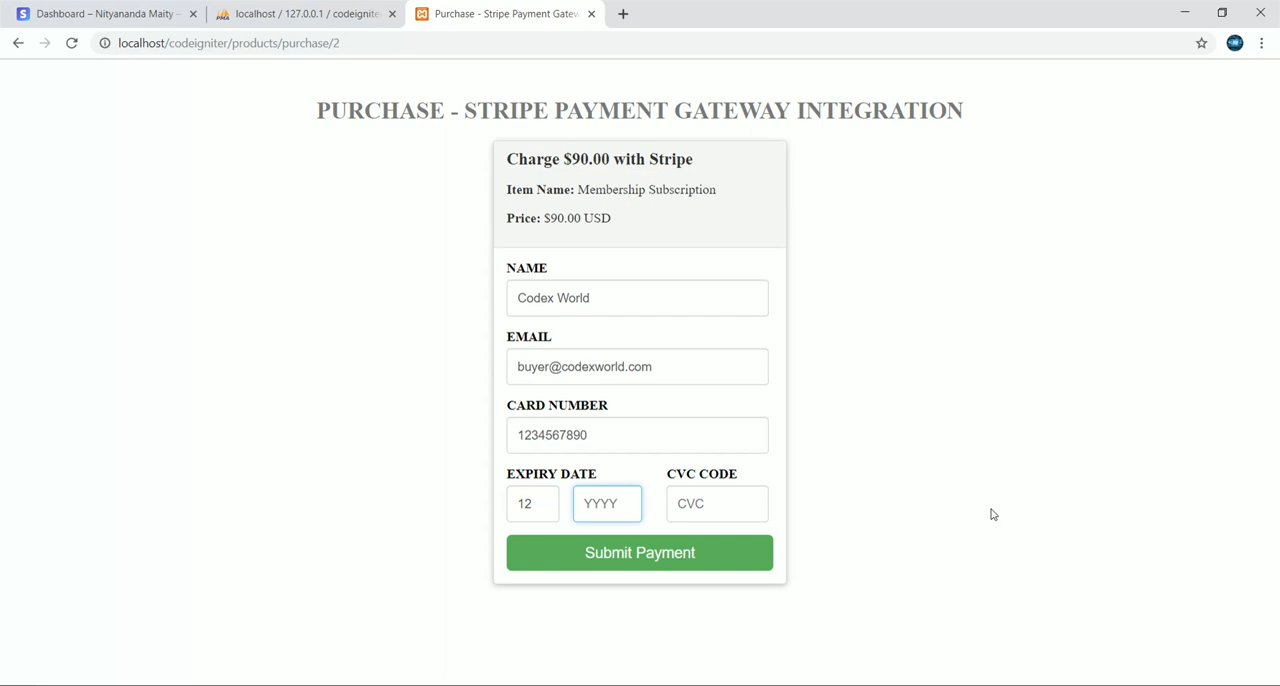 Dashboard – Nityananda Maity –
localhost / 127.0.0.1 / codeignite
Purchase - Stripe Payment Gatew
localhost/codeigniter/products/purchase/2
PURCHASE - STRIPE PAYMENT GATEWAY INTEGRATION
Charge $90.00 with Stripe
Item Name: Membership Subscription
Price: $90.00 USD
NAME
Codex World
EMAIL
buyer@codexworld.com
CARD NUMBER
1234567890
EXPIRY DATE CVC CODE
12 YYYY CVC
Submit Payment